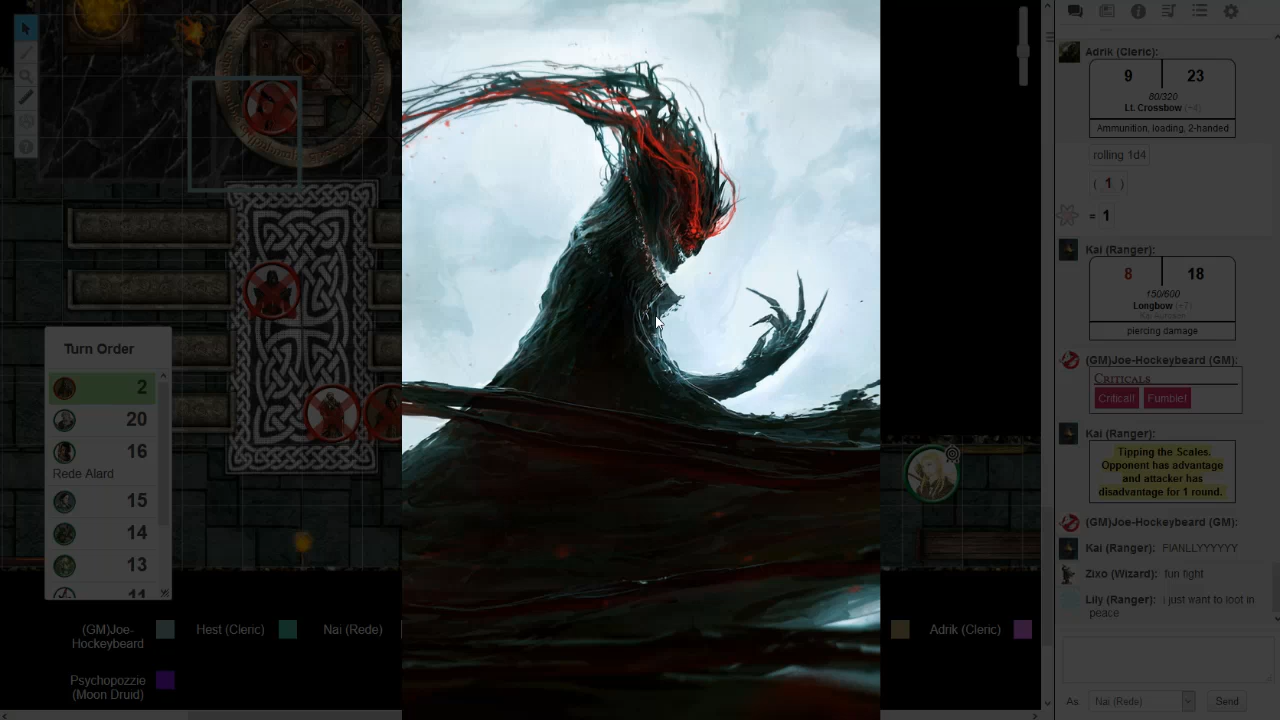 Turn Order
2
20
16
Rede Alard
15
14
13
11
(GM)Joe-
Hockeybeard
Hest (Cleric)
Nai (Rede)
Adrik (Cleric)
Psychopozzie
(Moon Druid)
Adrik (Cleric):
9 23
80/320
Lt. Crossbow (+4)
Ammunition, loading, 2-handed
rolling 1d4
( 1 )
= 1
Kai (Ranger):
8 18
150/600
Longbow (+7)
piercing damage
(GM)Joe-Hockeybeard (GM):
CRITICALS
Critical! Fumble!
Kai (Ranger):
Tipping the Scales.
Opponent has advantage
and attacker has
disadvantage for 1 round.
(GM)Joe-Hockeybeard (GM):
Kai (Ranger): FIANLLYYYYYY
Zixo (Wizard): fun fight
Lily (Ranger): i just want to loot in
peace
As: Nai (Rede) Send